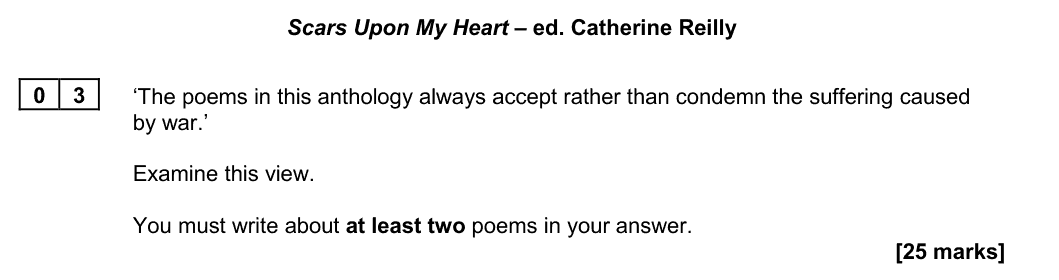 Scars Upon My Heart – ed. Catherine Reilly
0 3 ‘The poems in this anthology always accept rather than condemn the suffering caused
by war.’
Examine this view.
You must write about at least two poems in your answer.
[25 marks]